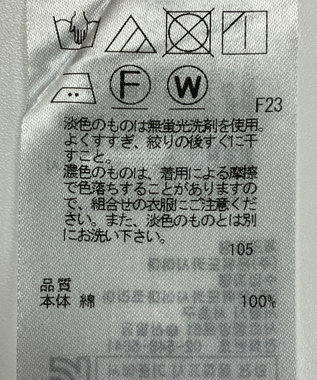 F
W
F23
淡色のものは無蛍光洗剤を使用。
よくすすぎ、絞りの後すぐに干
すこと。
濃色のものは、着用による摩擦
で色落ちすることがありますの
で、組合せの衣服にご注意くだ
さい。また、淡色のものとは別
にお洗い下さい。
105
品質
本体 綿 100%